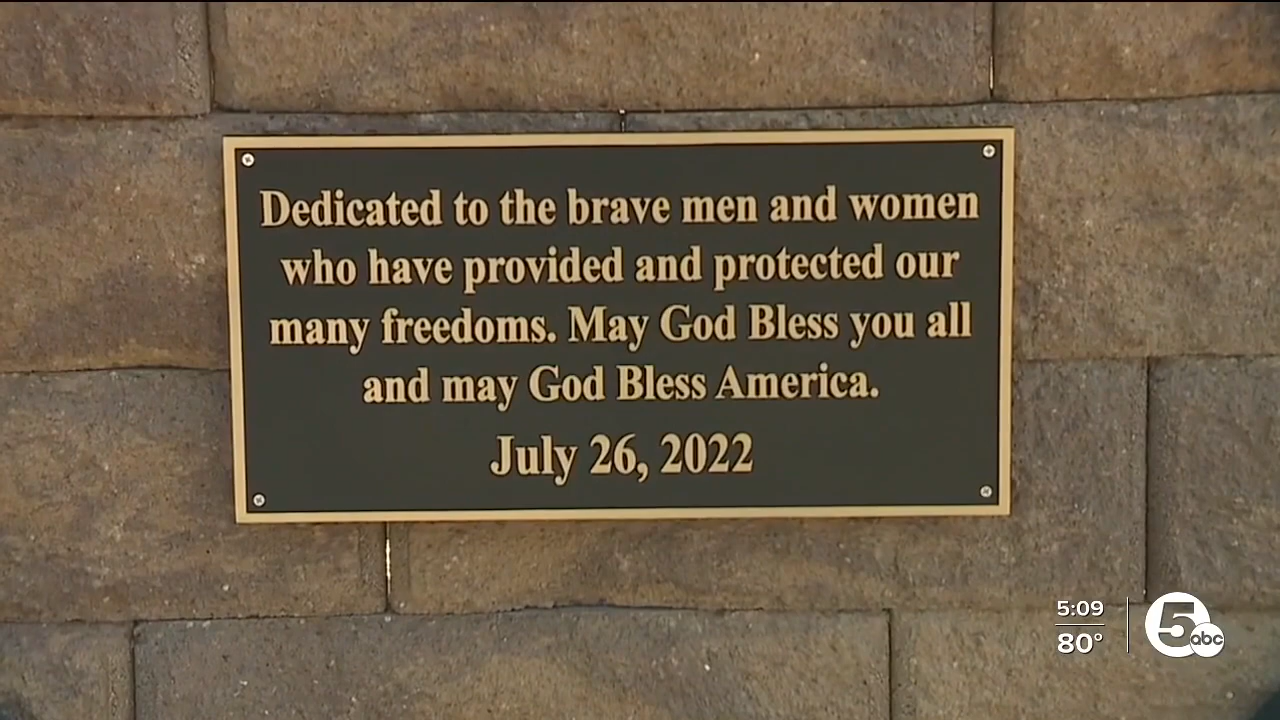 Dedicated to the brave men and women
who have provided and protected our
many freedoms. May God Bless you all
and may God Bless America.
July 26, 2022
5:09
80°
5
abc